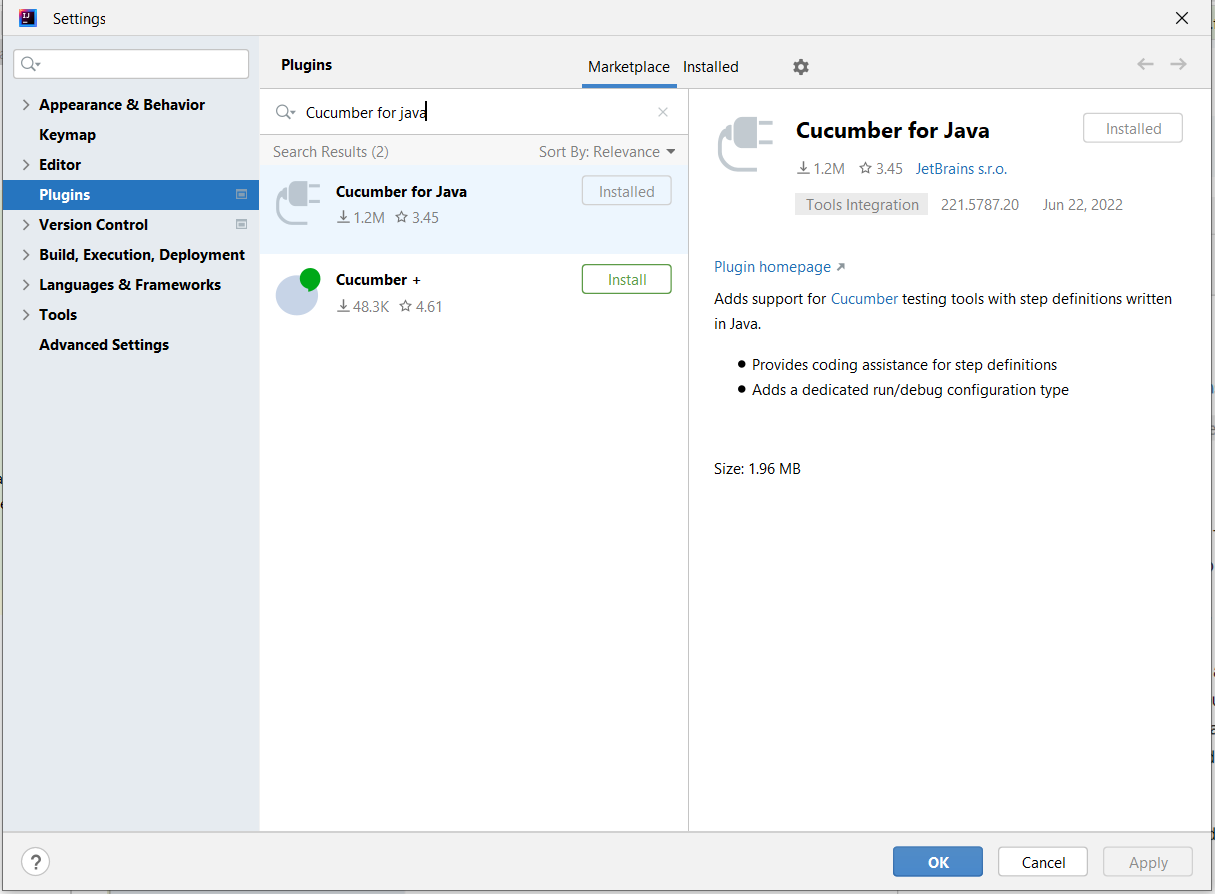 Settings
Plugins
Marketplace Installed
Appearance & Behavior
Keymap
Editor
Plugins
Version Control
Build, Execution, Deployment
Languages & Frameworks
Tools
Advanced Settings
Cucumber for java
Search Results (2) Sort By: Relevance
Cucumber for Java Installed
1.2M 3.45
Cucumber + Install
48.3K 4.61
Cucumber for Java Installed
1.2M 3.45 JetBrains s.r.o.
Tools Integration 221.5787.20 Jun 22, 2022
Plugin homepage
Adds support for Cucumber testing tools with step definitions written
in Java.
Provides coding assistance for step definitions
Adds a dedicated run/debug configuration type
Size: 1.96 MB
? OK Cancel Apply